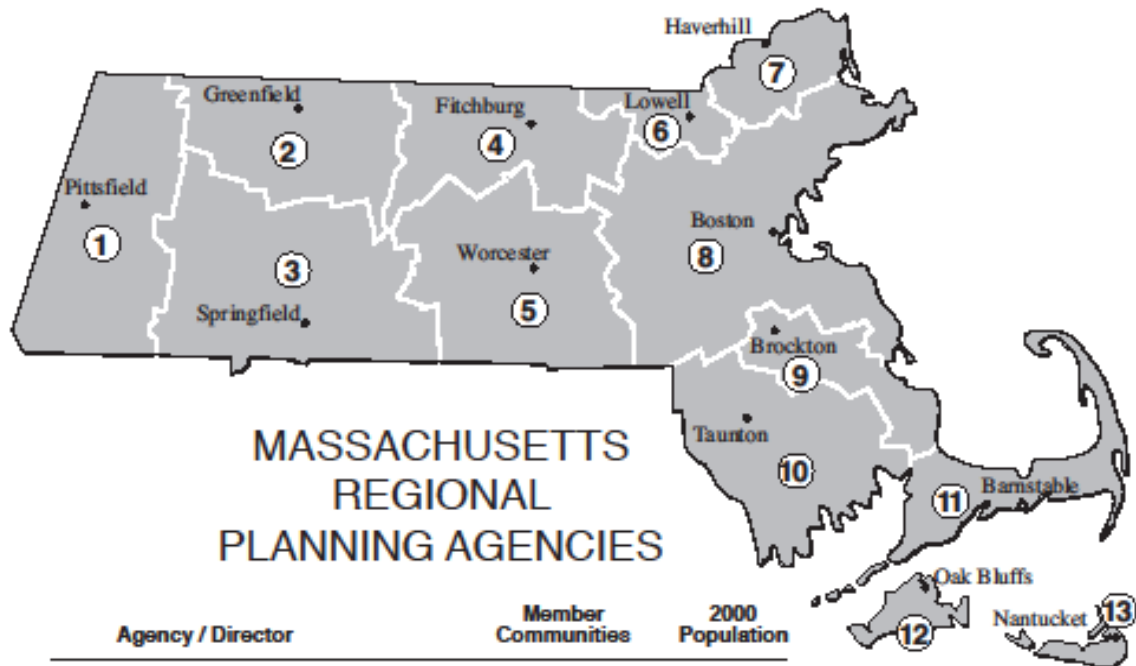 Haverhill
7
Greenfield
Fitchburg
Lowell
2
4
6
Pittsfield
1
Boston
8
Worcester
3
5
Springfield
Brockton
9
Taunton
10
Barnstable
11
MASSACHUSETTS
REGIONAL
PLANNING AGENCIES
Oak Bluffs
12
Nantucket
13
Agency / Director
Member
Communities
2000
Population